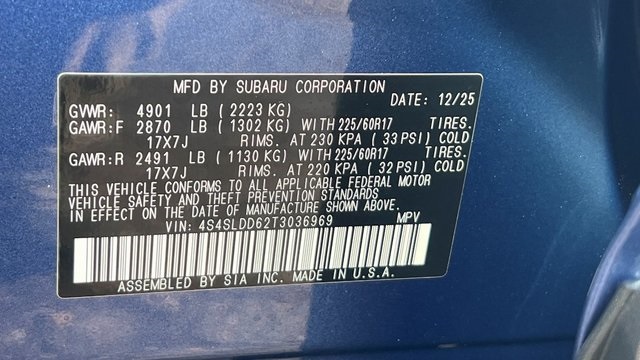 MFD BY SUBARU CORPORATION
GVWR: 4901 LB (2223 KG) DATE: 12/25
GAWR:F 2870 LB (1302 KG) WITH 225/60R17 TIRES.
17X7J RIMS. AT 230 KPA (33 PSI) COLD
GAWR:R 2491 LB (1130 KG) WITH 225/60R17 TIRES.
17X7J RIMS. AT 220 KPA (32 PSI) COLD
THIS VEHICLE CONFORMS TO ALL APPLICABLE FEDERAL MOTOR
VEHICLE SAFETY AND THEFT PREVENTION STANDARDS
IN EFFECT ON THE DATE OF MANUFACTURE SHOWN ABOVE.
VIN: 4S4SLDD62T3036969 MPV
ASSEMBLED BY SIA INC. MADE IN U.S.A.